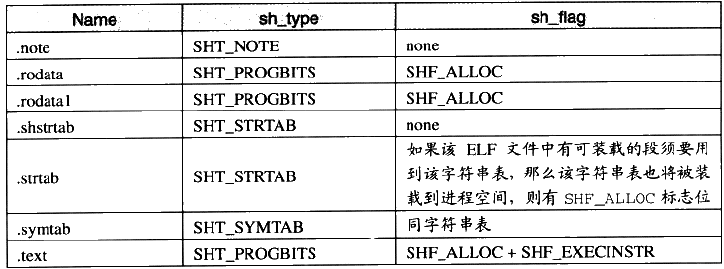 Name sh_type sh_flag
.note SHT_NOTE none
.rodata SHT_PROGBITS SHF_ALLOC
.rodata1 SHT_PROGBITS SHF_ALLOC
.shstrtab SHT_STRTAB none
.strtab SHT_STRTAB 如果该 ELF 文件中有可装载的段须要用
到该字符串表，那么该字符串表也将被装
载到进程空间，则有 SHF_ALLOC 标志位
.symtab SHT_SYMTAB 同字符串表
.text SHT_PROGBITS SHF_ALLOC + SHF_EXECINSTR